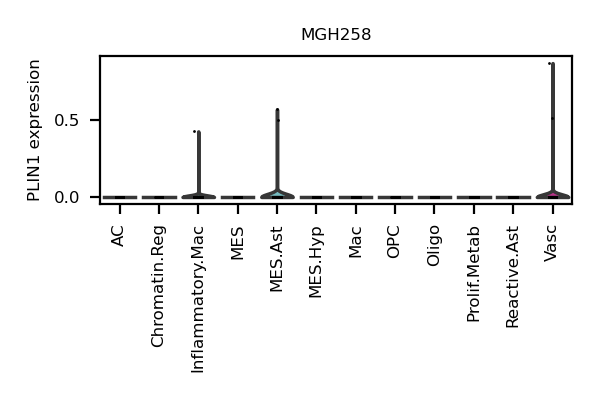 MGH258
PLIN1 expression
0.5
0.0
AC
Chromatin.Reg
Inflammatory.Mac
MES
MES.Ast
MES.Hyp
Mac
OPC
Oligo
Prolif.Metab
Reactive.Ast
Vasc